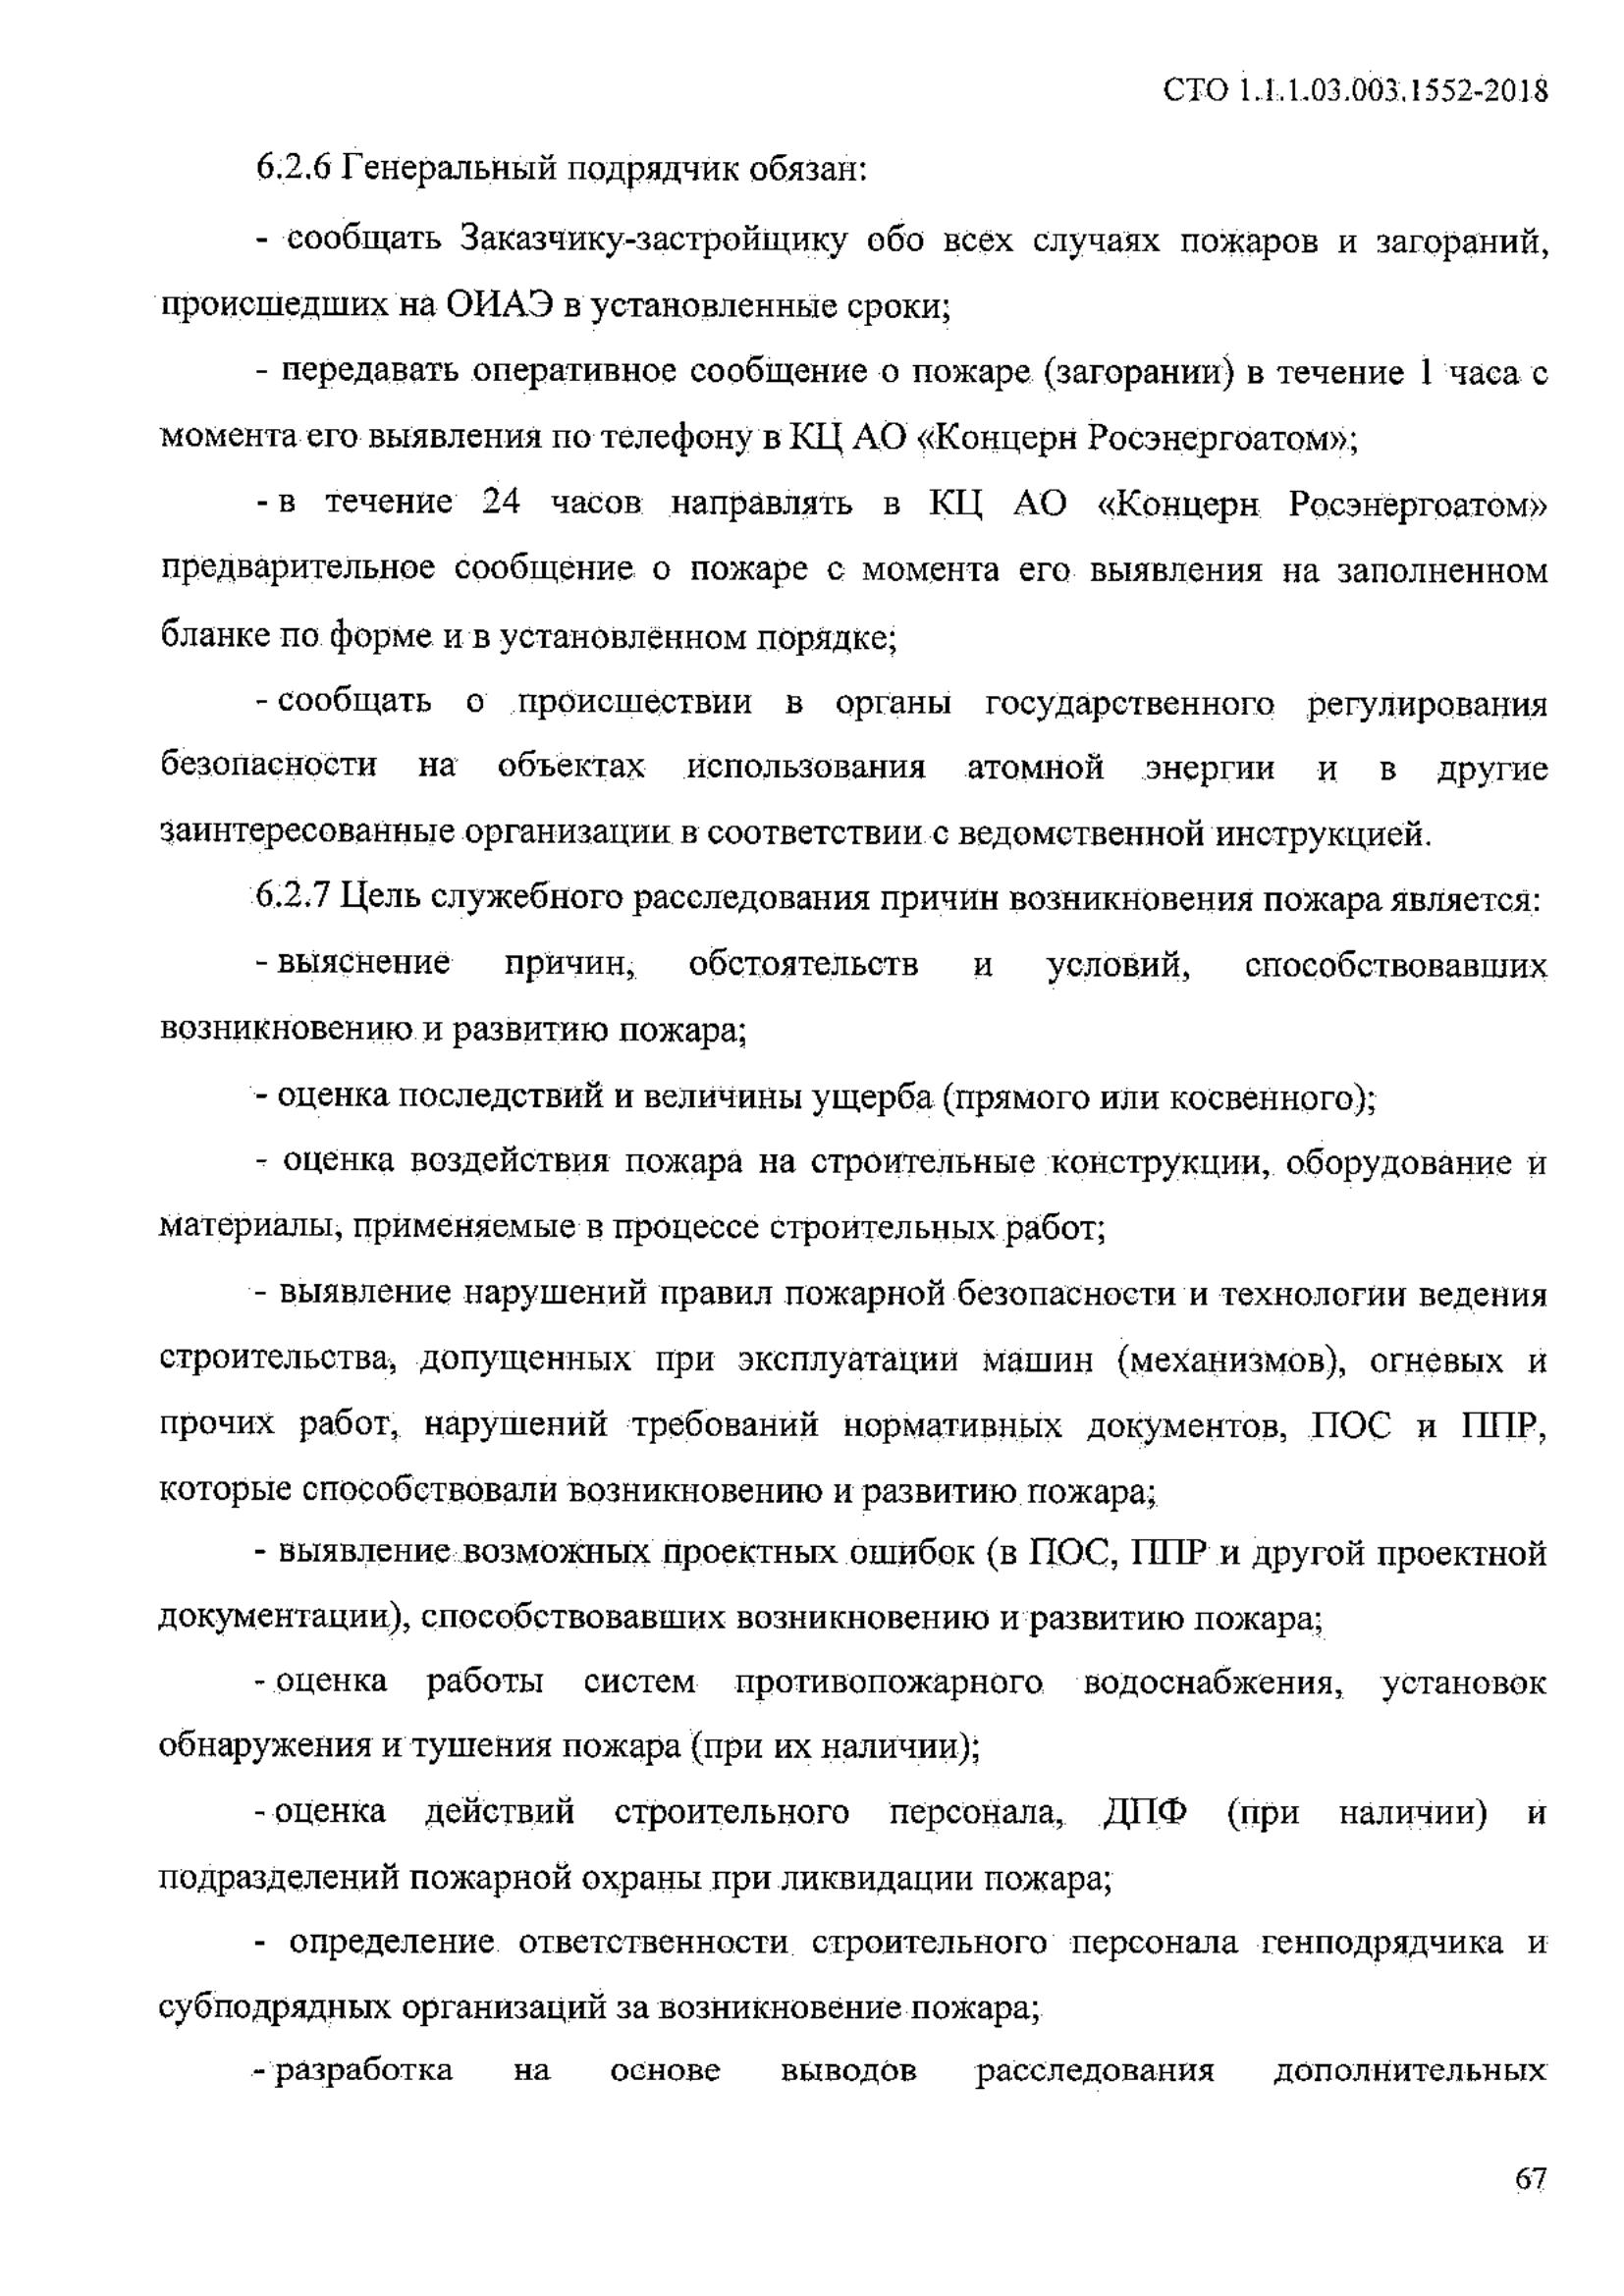 СТО 1.1.1.03.003.1552-2018
6.2.6 Генеральный подрядчик обязан:
- сообщать Заказчику-застройщику обо всех случаях пожаров и загораний,
происшедших на ОИАЭ в установленные сроки;
- передавать оперативное сообщение о пожаре (загорании) в течение 1 часа с
момента его выявления по телефону в КЦ АО «Концерн Росэнергоатом»;
- в течение 24 часов направлять в КЦ АО «Концерн Росэнергоатом»
предварительное сообщение о пожаре с момента его выявления на заполненном
бланке по форме и в установленном порядке;
- сообщать о происшествии в органы государственного регулирования
безопасности на объектах использования атомной энергии и в другие
заинтересованные организации в соответствии с ведомственной инструкцией.
6.2.7 Цель служебного расследования причин возникновения пожара является:
- выяснение причин, обстоятельств и условий, способствовавших
возникновению и развитию пожара;
- оценка последствий и величины ущерба (прямого или косвенного);
- оценка воздействия пожара на строительные конструкции, оборудование и
материалы, применяемые в процессе строительных работ;
- выявление нарушений правил пожарной безопасности и технологии ведения
строительства, допущенных при эксплуатации машин (механизмов), огневых и
прочих работ, нарушений требований нормативных документов, ПОС и ППР,
которые способствовали возникновению и развитию пожара;
- выявление возможных проектных ошибок (в ПОС, ППР и другой проектной
документации), способствовавших возникновению и развитию пожара;
- оценка работы систем противопожарного водоснабжения, установок
обнаружения и тушения пожара (при их наличии);
- оценка действий строительного персонала, ДПФ (при наличии) и
подразделений пожарной охраны при ликвидации пожара;
- определение ответственности строительного персонала генподрядчика и
субподрядных организаций за возникновение пожара;
- разработка на основе выводов расследования дополнительных
67